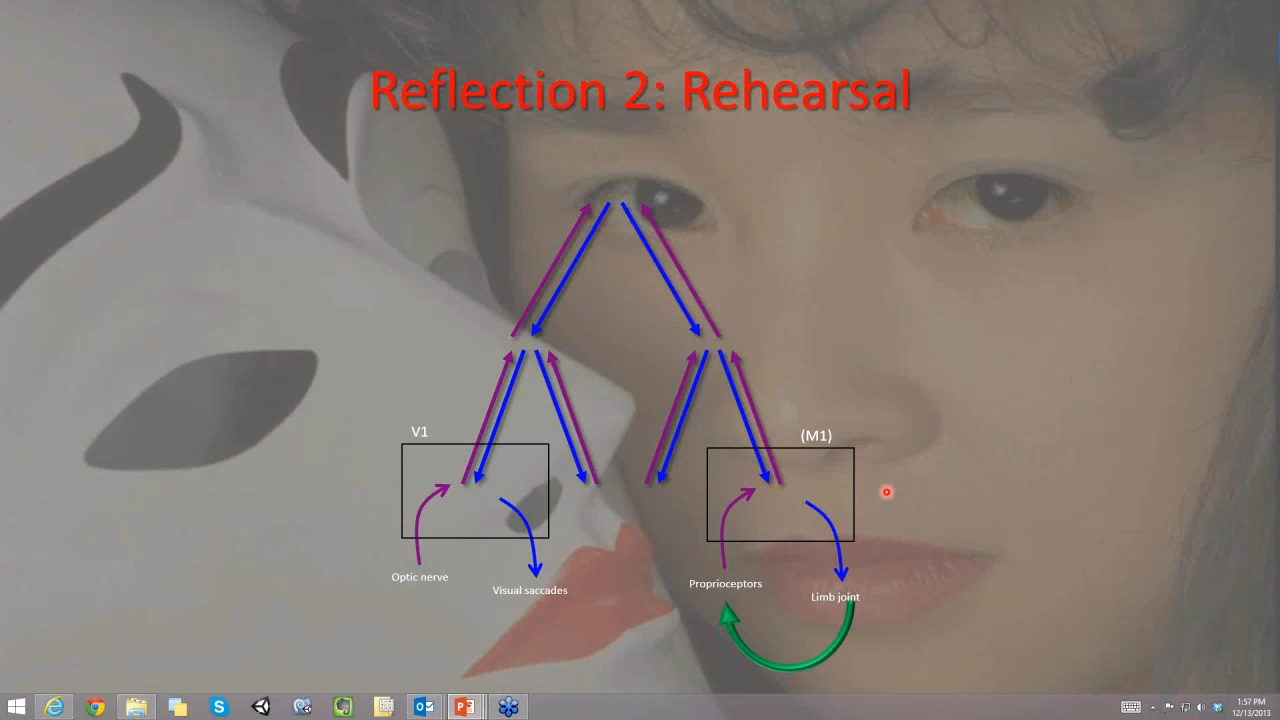 Reflection 2: Rehearsal
V1
(M1)
Optic nerve
Visual saccades
Proprioceptors
Limb joint
1:57 PM
12/13/2013